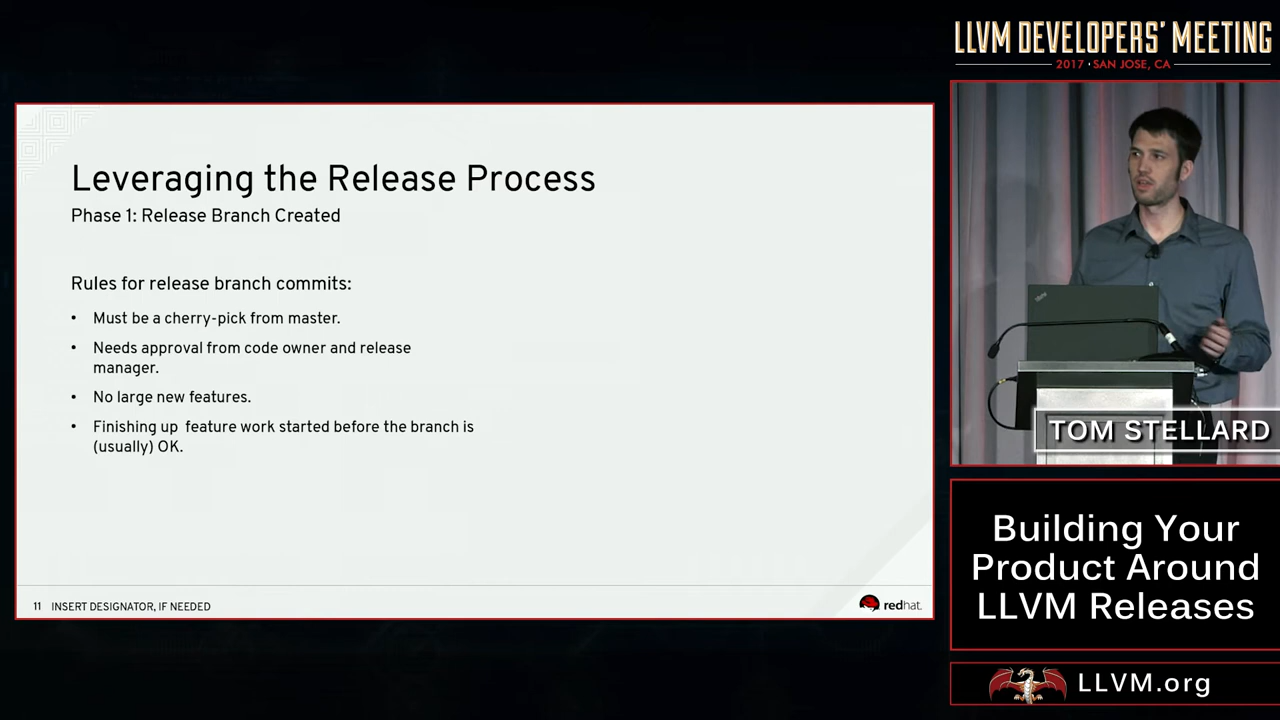 LLVM DEVELOPERS' MEETING
2017 · SAN JOSE, CA
Leveraging the Release Process
Phase 1: Release Branch Created
Rules for release branch commits:
• Must be a cherry-pick from master.
• Needs approval from code owner and release
manager.
• No large new features.
• Finishing up feature work started before the branch is
(usually) OK.
11 INSERT DESIGNATOR, IF NEEDED
redhat.
TOM STELLARD
Building Your
Product Around
LLVM Releases
LLVM.org